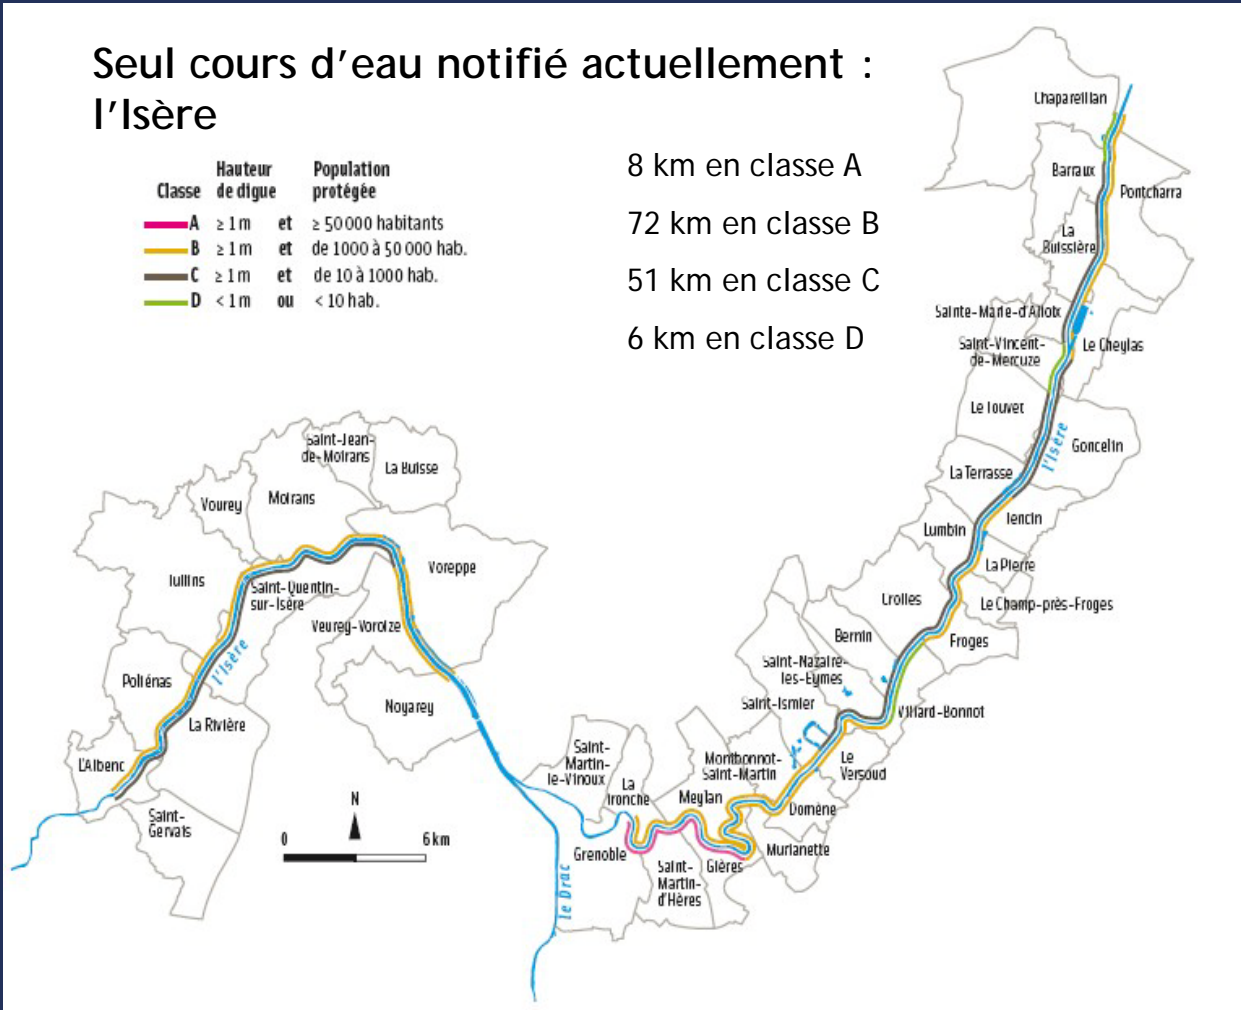 Seul cours d'eau notifié actuellement :
l'Isère
Hauteur Population
Classe de digue protégée
A ≥ 1 m et ≥ 50 000 habitants
B ≥ 1 m et de 1000 à 50 000 hab.
C ≥ 1 m et de 10 à 1000 hab.
D < 1 m ou < 10 hab.
8 km en classe A
72 km en classe B
51 km en classe C
6 km en classe D
Chapareillan
Barraux
Pontcharra
La
Buissière
Sainte-Marie-d'Alloix
Saint-Vincent-
de-Mercuze
Le Cheylas
Le Touvet
Goncelin
l'Isère
La Terrasse
Tencin
Lumbin
La Pierre
Crolles
Le Champ-près-Froges
Bernin
Froges
Saint-Nazaire-
les-Eymes
Saint-Ismier
Villard-Bonnot
Montbonnot-
Saint-Martin
Le
Versoud
Domène
Murianette
Meylan
La
Tronche
Saint-
Martin-
le-Vinoux
Grenoble
Gières
Saint-
Martin-
d'Hères
le Drac
Saint-Jean-
de-Moirans
La Buisse
Moirans
Vourey
Voreppe
Tullins
Saint-Quentin-
sur-Isère
Veurey-Voroize
l'Isère
Poliénas
Noyarey
La Rivière
L'Albenc
Saint-
Gervais
N
0 6 km